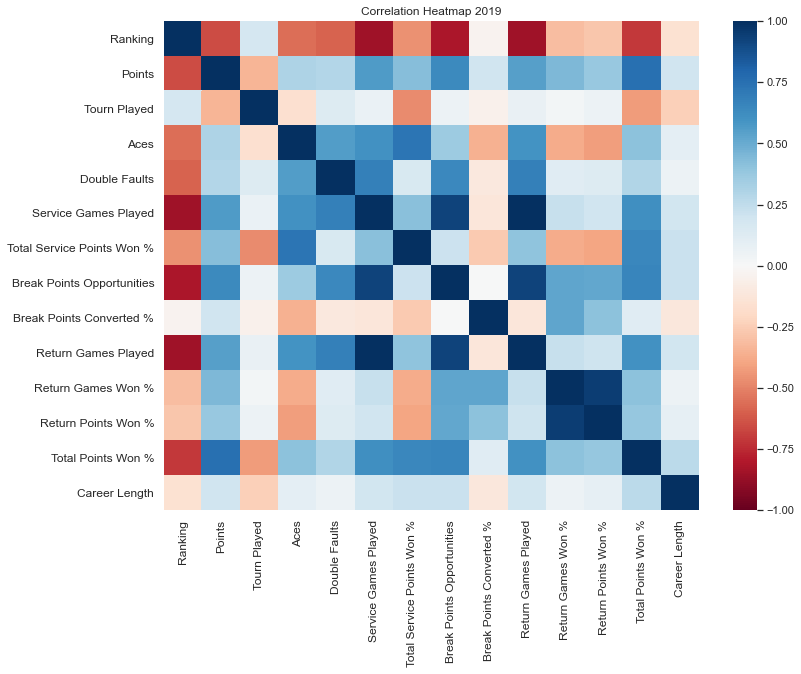 Correlation Heatmap 2019
Ranking
Points
Tourn Played
Aces
Double Faults
Service Games Played
Total Service Points Won %
Break Points Opportunities
Break Points Converted %
Return Games Played
Return Games Won %
Return Points Won %
Total Points Won %
Career Length
Ranking
Points
Tourn Played
Aces
Double Faults
Service Games Played
Total Service Points Won %
Break Points Opportunities
Break Points Converted %
Return Games Played
Return Games Won %
Return Points Won %
Total Points Won %
Career Length
1.00
0.75
0.50
0.25
0.00
−0.25
−0.50
−0.75
−1.00